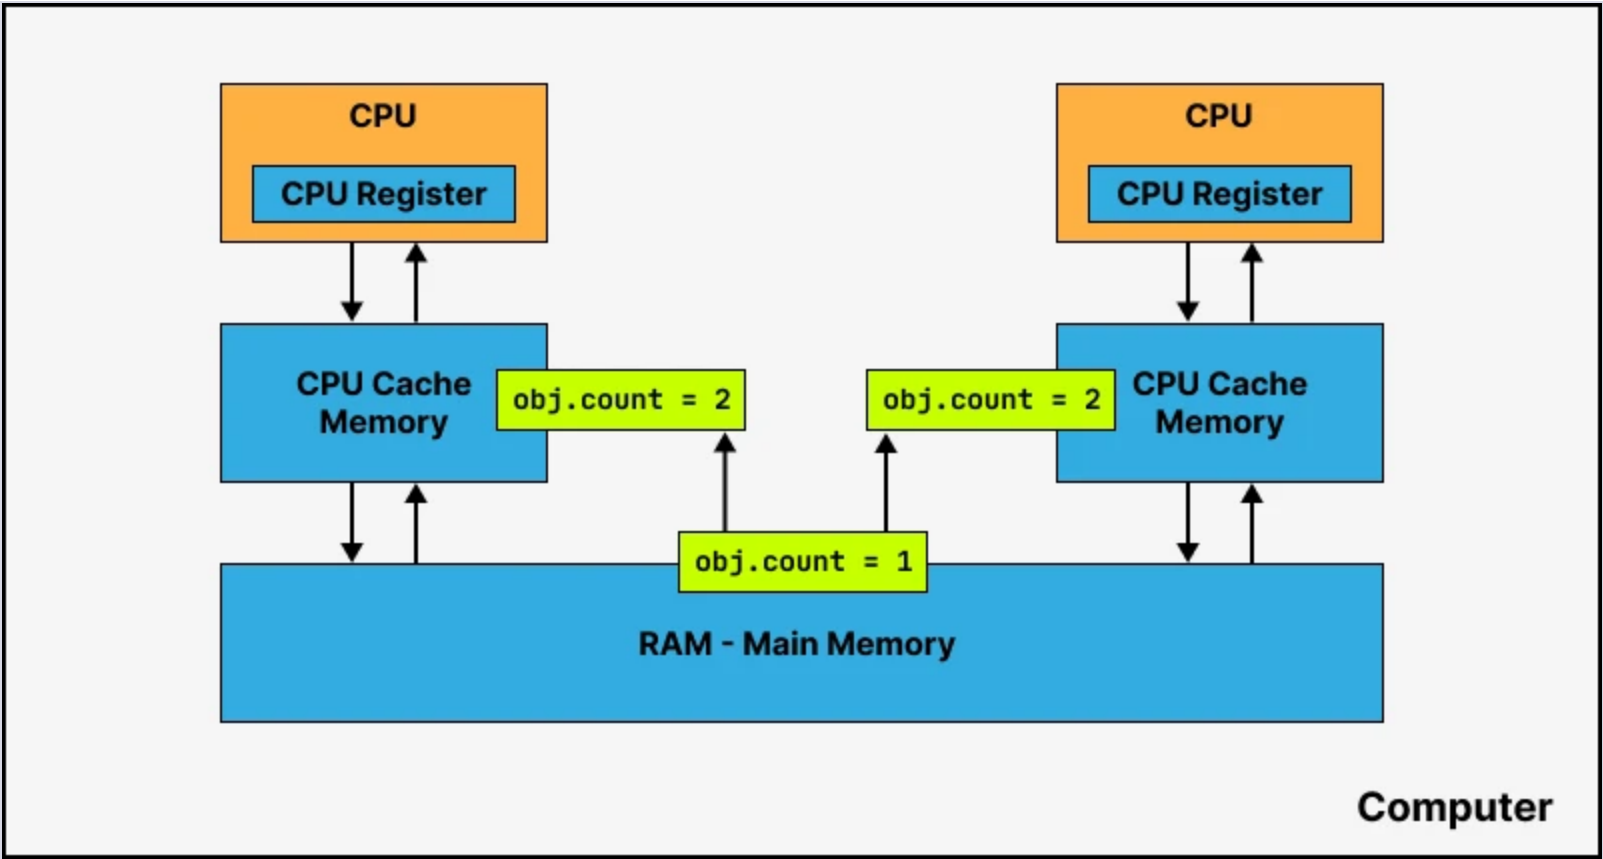 CPU
CPU
CPU Register
CPU Register
CPU Cache
Memory
obj.count = 2
obj.count = 2
CPU Cache
Memory
obj.count = 1
RAM - Main Memory
Computer